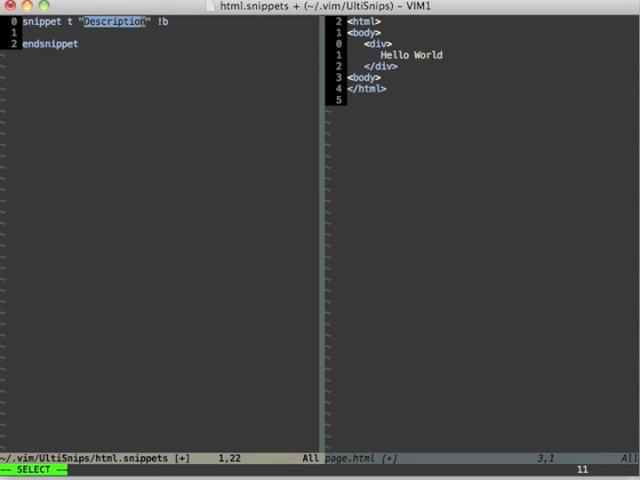 html.snippets + (~/.vim/UltiSnips) – VIM1
0 snippet t "Description" !b
1
2 endsnippet
~
~/.vim/UltiSnips/html.snippets [+] 1,22 All
-- SELECT --
2 <html>
1 <body>
0 <div>
1 Hello World
2 </div>
3 <body>
4 </html>
5
~
page.html [+] 3,1 All
11